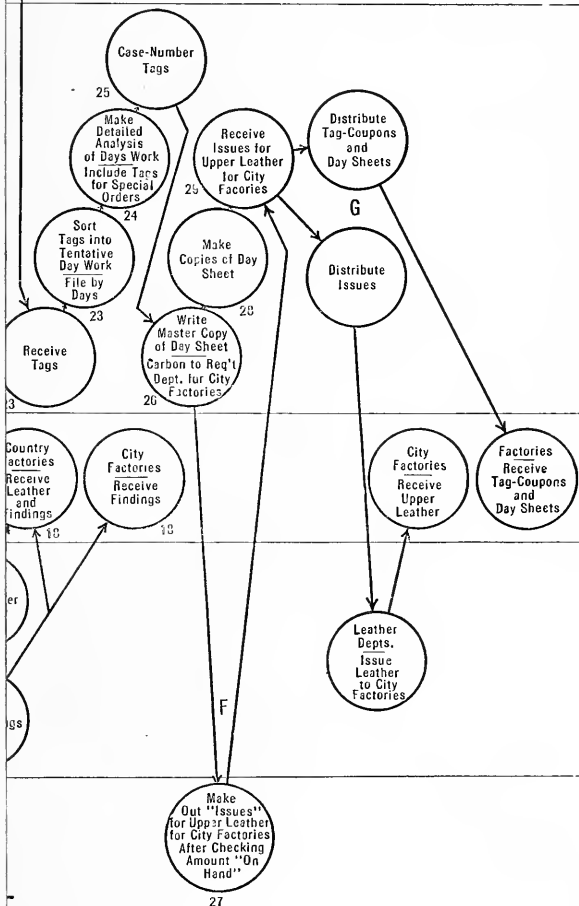 Case-Number
Tags
25
Make
Detailed
Analysis
of Days Work
Include Tags
for Special
Orders
24
Sort
Tags into
Tentative
Day Work
File by
Days
23
Receive
Tags
Receive
Issues for
Upper Leather
for City
Facories
Distribute
Tag-Coupons
and
Day Sheets
G
Make
Copies of Day
Sheet
28
Distribute
Issues
Write
Master Copy
of Day Sheet
Carbon to Req't
Dept. for City
Factories
26
Country
Factories
Receive
Leather
and
Findings
18
City
Factories
Receive
Findings
18
City
Factories
Receive
Upper
Leather
Factories
Receive
Tag-Coupons
and
Day Sheets
Leather
Depts.
Issue
Leather
to City
Factories
F
Make
Out "Issues"
for Upper Leather
for City Factories
After Checking
Amount "On
Hand"
27